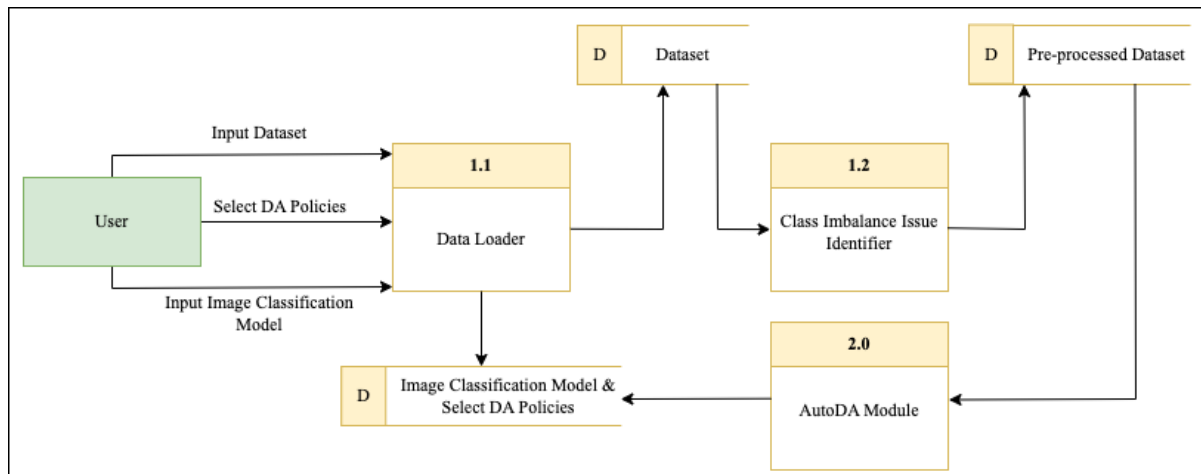 D
Dataset
D
Pre-processed Dataset
Input Dataset
1.1
1.2
User
Select DA Policies
Data Loader
Class Imbalance Issue
Identifier
Input Image Classification
Model
2.0
D
Image Classification Model &
Select DA Policies
AutoDA Module